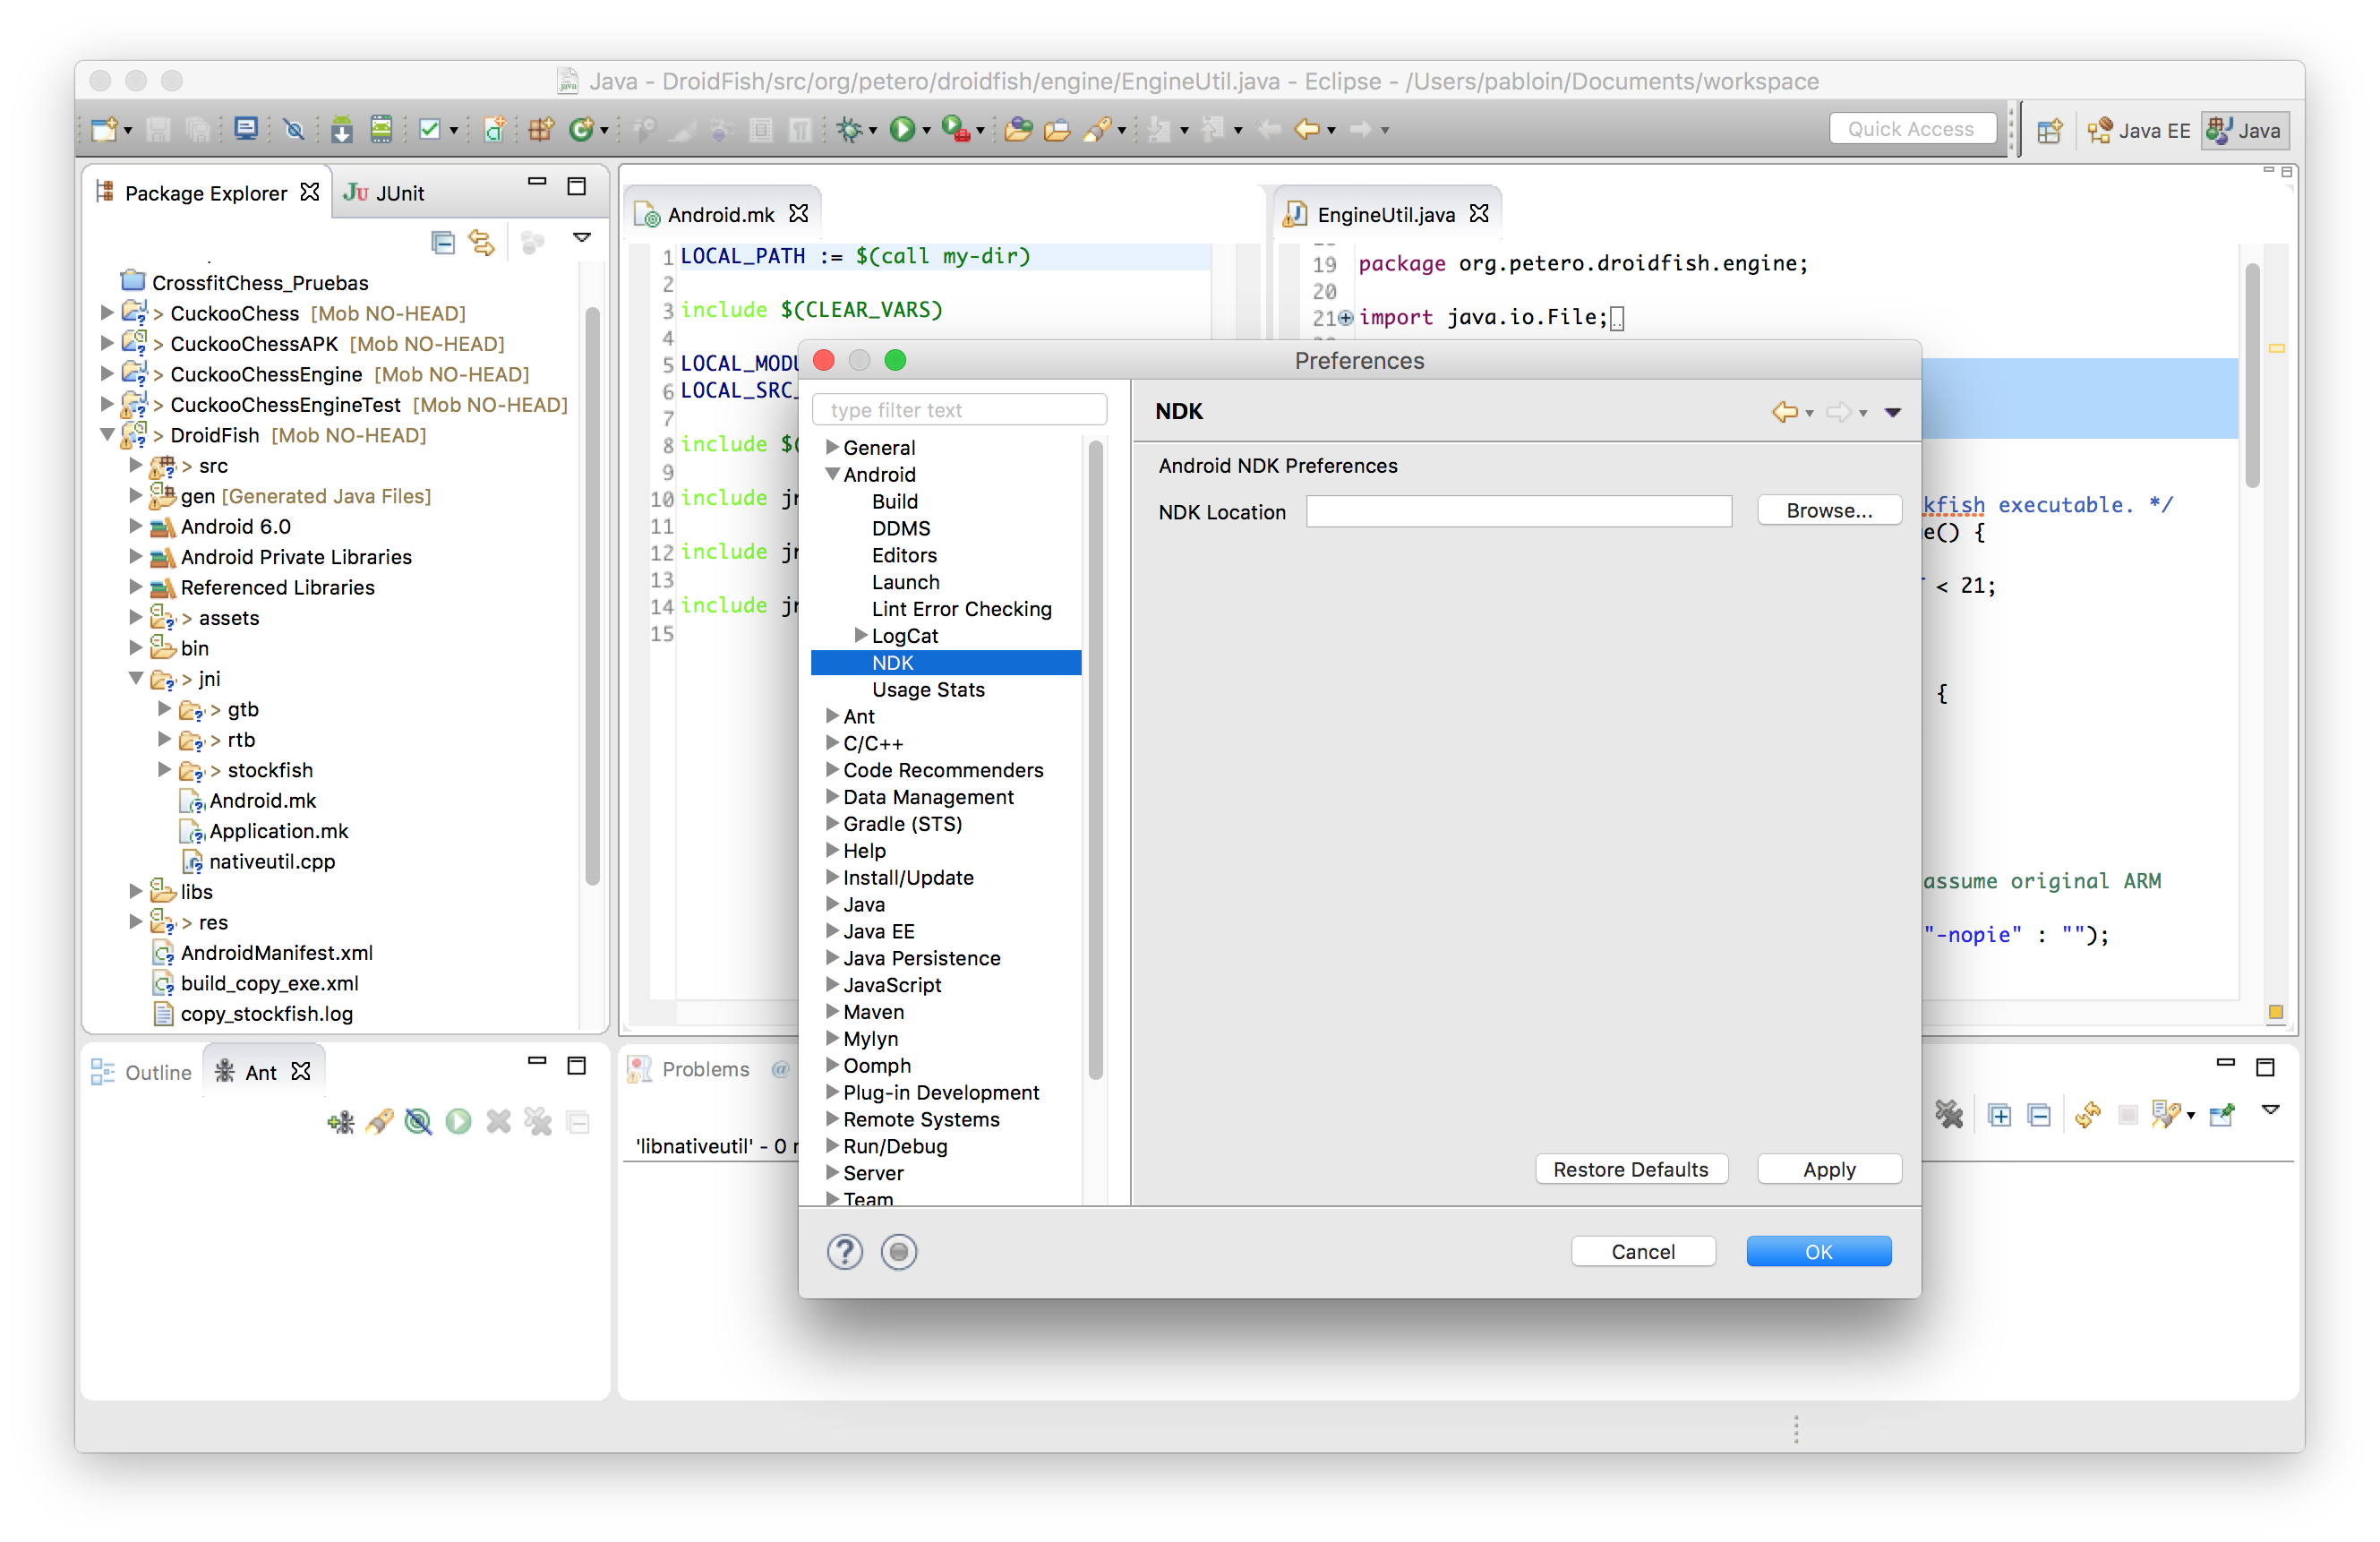 Java - DroidFish/src/org/petero/droidfish/engine/EngineUtil.java - Eclipse - /Users/pabloin/Documents/workspace
Quick Access
Java EE
Java
Package Explorer
JUnit
CrossfitChess_Pruebas
> CuckooChess [Mob NO-HEAD]
> CuckooChessAPK [Mob NO-HEAD]
> CuckooChessEngine [Mob NO-HEAD]
> CuckooChessEngineTest [Mob NO-HEAD]
> DroidFish [Mob NO-HEAD]
> src
gen [Generated Java Files]
Android 6.0
Android Private Libraries
Referenced Libraries
> assets
bin
> jni
> gtb
> rtb
> stockfish
Android.mk
Application.mk
nativeutil.cpp
libs
> res
AndroidManifest.xml
build_copy_exe.xml
copy_stockfish.log
Android.mk
1 LOCAL_PATH := $(call my-dir)
2
3 include $(CLEAR_VARS)
4
5 LOCAL_MODU
6 LOCAL_SRC_
7
8 include $(
9
10 include jn
11
12 include jn
13
14 include jn
15
EngineUtil.java
19 package org.petero.droidfish.engine;
20
21 import java.io.File;
kfish executable. */
e() {
< 21;
{
assume original ARM
"-nopie" : "");
Preferences
type filter text
General
Android
Build
DDMS
Editors
Launch
Lint Error Checking
LogCat
NDK
Usage Stats
Ant
C/C++
Code Recommenders
Data Management
Gradle (STS)
Help
Install/Update
Java
Java EE
Java Persistence
JavaScript
Maven
Mylyn
Oomph
Plug-in Development
Remote Systems
Run/Debug
Server
Team
NDK
Android NDK Preferences
NDK Location
Browse...
Restore Defaults
Apply
Cancel
OK
Outline
Ant
Problems
'libnativeutil' - 0